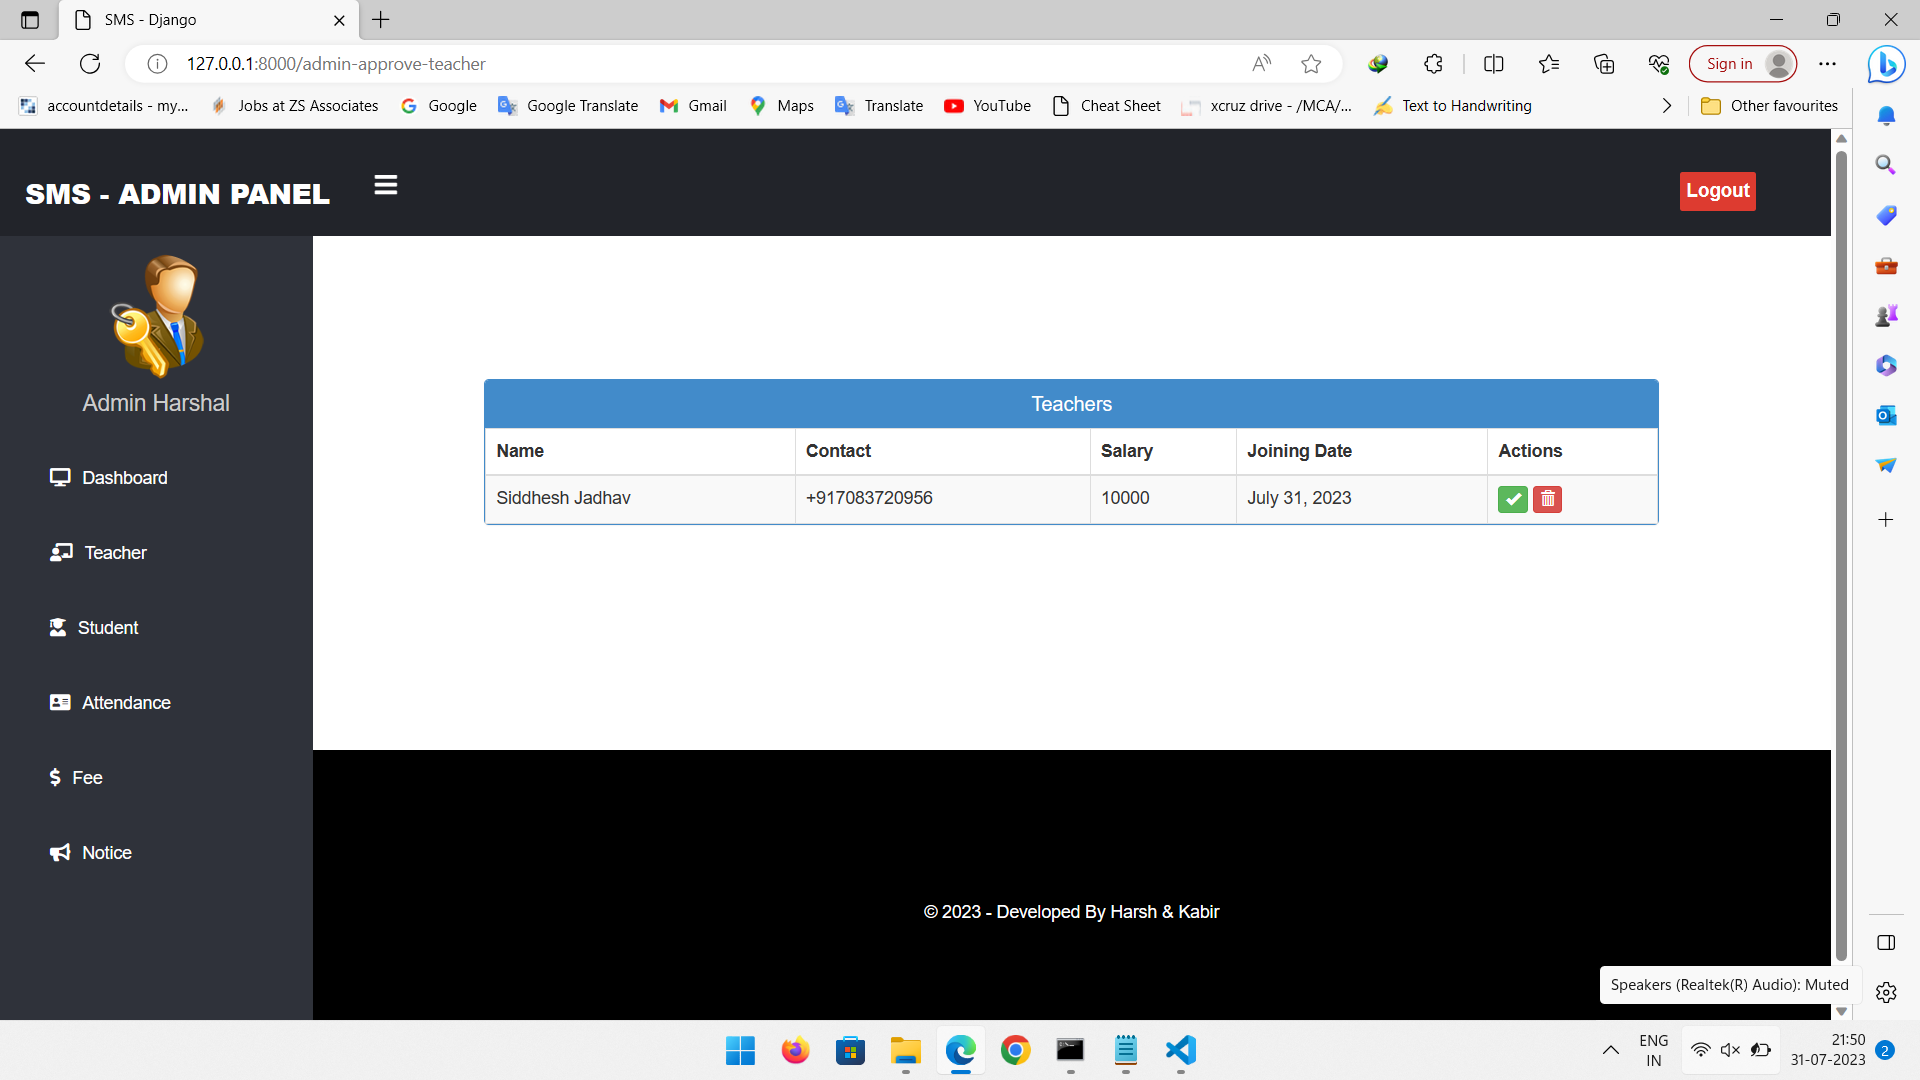 SMS - Django
127.0.0.1:8000/admin-approve-teacher
Sign in
accountdetails - my...
Jobs at ZS Associates
Google
Google Translate
Gmail
Maps
Translate
YouTube
Cheat Sheet
xcruz drive - /MCA/...
Text to Handwriting
Other favourites
SMS - ADMIN PANEL
Logout
Admin Harshal
Dashboard
Teacher
Student
Attendance
Fee
Notice
Teachers
Name Contact Salary Joining Date Actions
Siddhesh Jadhav +917083720956 10000 July 31, 2023
© 2023 - Developed By Harsh & Kabir
Speakers (Realtek(R) Audio): Muted
ENG
IN
21:50
31-07-2023
2